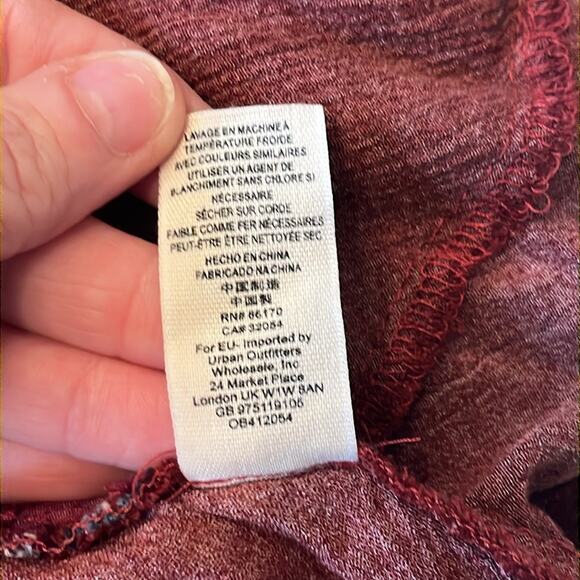 LAVAGE EN MACHINE À
TEMPÉRATURE FROIDE
AVEC COULEURS SIMILAIRES
UTILISER UN AGENT DE
BLANCHIMENT SANS CHLORE SI
NÉCESSAIRE
SÉCHER SUR CORDE
FAIBLE COMME FER NÉCESSAIRE
PEUT-ÊTRE ÊTRE NETTOYÉE SEC
HECHO EN CHINA
FABRICADO NA CHINA
中国制造
中国製
RN# 66170
CA# 32054
For EU- Imported by
Urban Outfitters
Wholesale, Inc
24 Market Place
London UK W1W 8AN
GB 975119105
OB412054